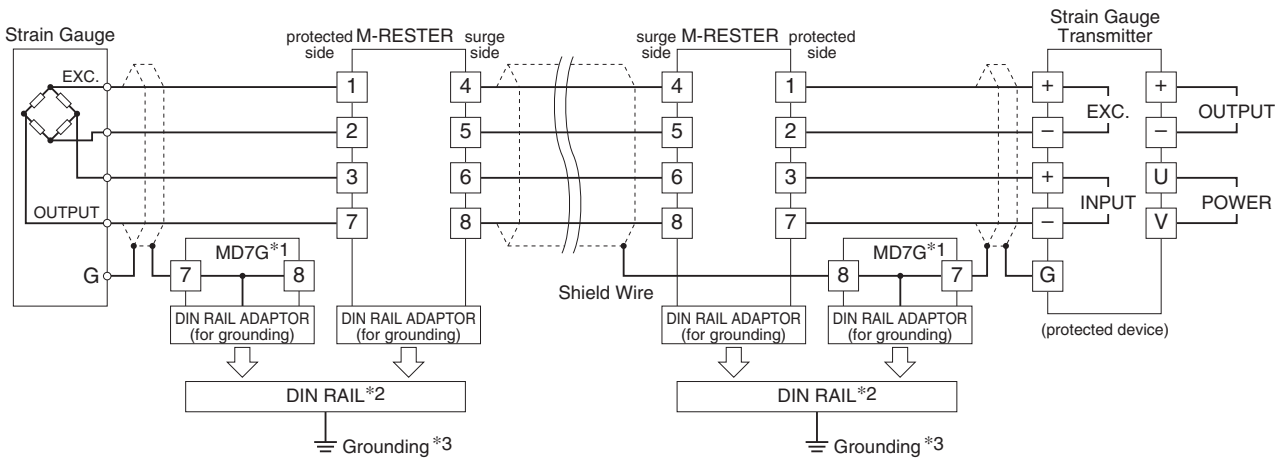 Strain Gauge
EXC.
OUTPUT
G
protected side
M-RESTER
surge side
1
2
3
7
4
5
6
8
MD7G*1
7
8
DIN RAIL ADAPTOR
(for grounding)
DIN RAIL ADAPTOR
(for grounding)
DIN RAIL*2
Grounding *3
Shield Wire
surge side
M-RESTER
protected side
4
5
6
8
1
2
3
7
8
MD7G*1
7
DIN RAIL ADAPTOR
(for grounding)
DIN RAIL ADAPTOR
(for grounding)
DIN RAIL*2
Grounding *3
Strain Gauge
Transmitter
+
–
EXC.
+
–
INPUT
G
+
–
OUTPUT
U
V
POWER
(protected device)